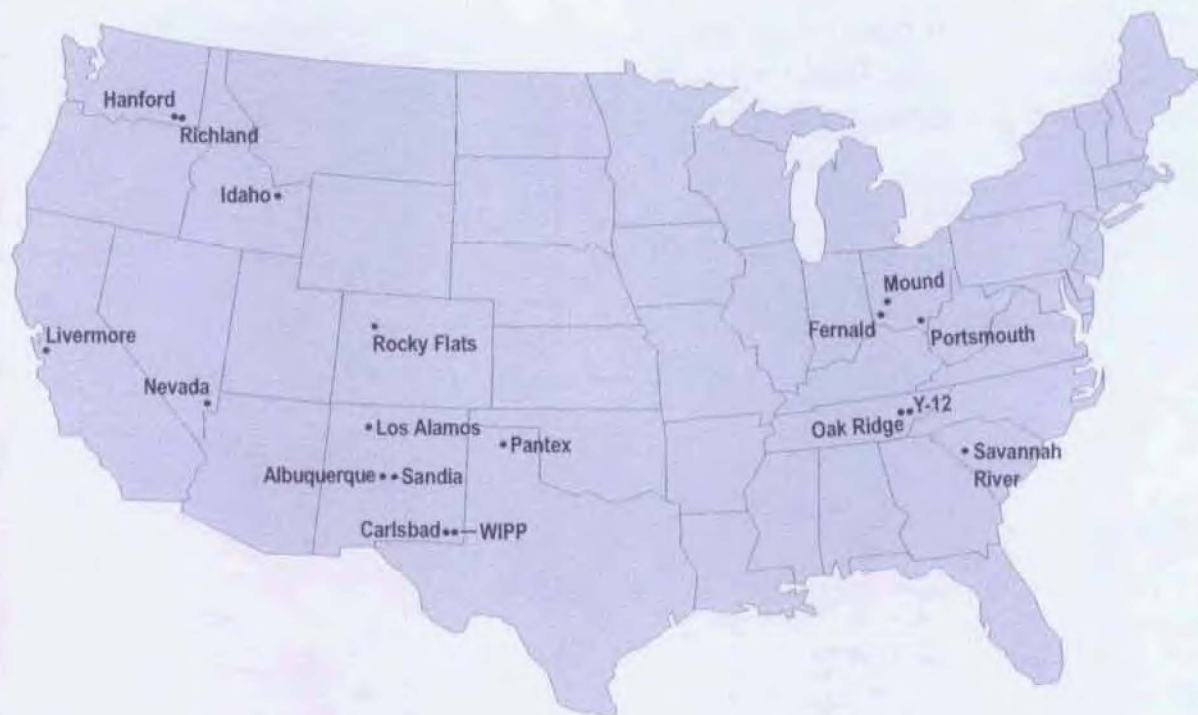 Hanford
Richland
Idaho
Mound
Fernald
Portsmouth
Livermore
Rocky Flats
Nevada
Y-12
Oak Ridge
Los Alamos
Pantex
Savannah
River
Albuquerque
Sandia
Carlsbad
WIPP